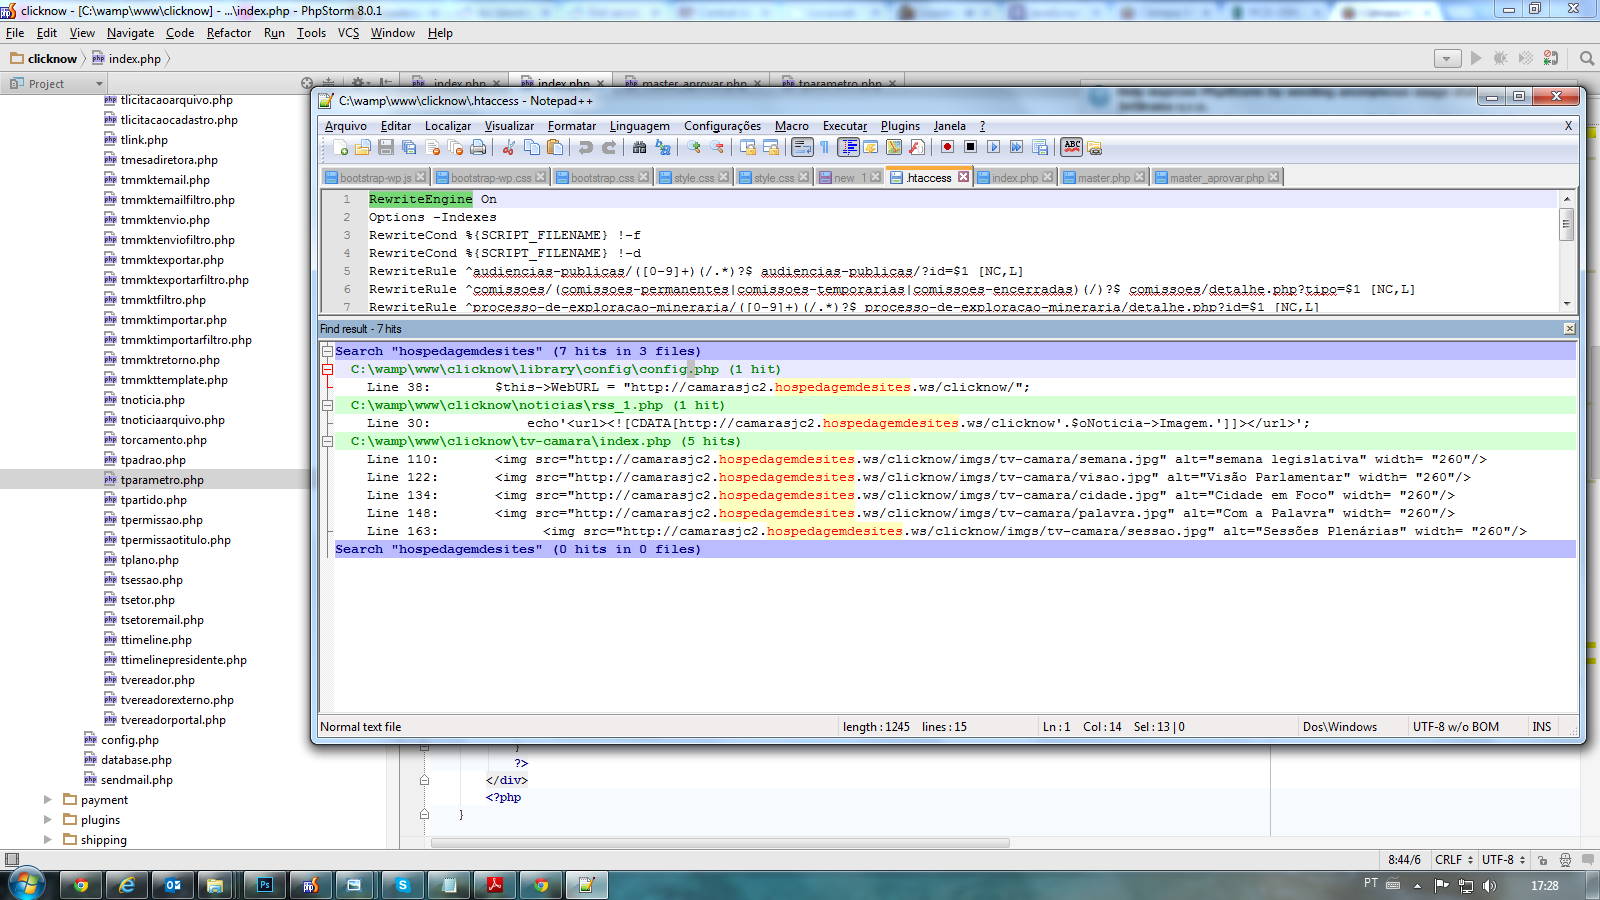 clicknow - [C:\wamp\www\clicknow] - ...\index.php - PhpStorm 8.0.1
File Edit View Navigate Code Refactor Run Tools VCS Window Help
clicknow index.php
Project
index.php index.php master_aprovar.php tparametro.php
tlicitacaoarquivo.php
tlicitacaocadastro.php
tlink.php
tmesadiretora.php
tmmktemail.php
tmmktemailfiltro.php
tmmktenvio.php
tmmktenviofiltro.php
tmmktexportar.php
tmmktexportarfiltro.php
tmmktfiltro.php
tmmktimportar.php
tmmktimportarfiltro.php
tmmktretorno.php
tmmkttemplate.php
tnoticia.php
tnoticiaarquivo.php
torcamento.php
tpadrao.php
tparametro.php
tpartido.php
tpermissao.php
tpermissaotitulo.php
tplano.php
tsessao.php
tsetor.php
tsetoremail.php
ttimeline.php
ttimelinepresidente.php
tvereador.php
tvereadorexterno.php
tvereadorportal.php
config.php
database.php
sendmail.php
payment
plugins
shipping
C:\wamp\www\clicknow\.htaccess - Notepad++
Arquivo Editar Localizar Visualizar Formatar Linguagem Configurações Macro Executar Plugins Janela ? X
bootstrap-wp.js bootstrap-wp.css bootstrap.css style.css style.css new 1 .htaccess index.php master.php master_aprovar.php
1 RewriteEngine On
2 Options -Indexes
3 RewriteCond %{SCRIPT_FILENAME} !-f
4 RewriteCond %{SCRIPT_FILENAME} !-d
5 RewriteRule ^audiencias-publicas/([0-9]+)(/.*)?$ audiencias-publicas/?id=$1 [NC,L]
6 RewriteRule ^comissoes/(comissoes-permanentes|comissoes-temporarias|comissoes-encerradas)(/)?$ comissoes/detalhe.php?tipo=$1 [NC,L]
7 RewriteRule ^processo-de-exploracao-mineraria/([0-9]+)(/.*)?$ processo-de-exploracao-mineraria/detalhe.php?id=$1 [NC,L]
Find result - 7 hits
Search "hospedagemdesites" (7 hits in 3 files)
C:\wamp\www\clicknow\library\config\config.php (1 hit)
Line 38: $this->WebURL = "http://camarasjc2.hospedagemdesites.ws/clicknow/";
C:\wamp\www\clicknow\noticias\rss_1.php (1 hit)
Line 30: echo'<url><![CDATA[http://camarasjc2.hospedagemdesites.ws/clicknow'.$oNoticia->Imagem.']]></url>';
C:\wamp\www\clicknow\tv-camara\index.php (5 hits)
Line 110: <img src="http://camarasjc2.hospedagemdesites.ws/clicknow/imgs/tv-camara/semana.jpg" alt="semana legislativa" width= "260"/>
Line 122: <img src="http://camarasjc2.hospedagemdesites.ws/clicknow/imgs/tv-camara/visao.jpg" alt="Visão Parlamentar" width= "260"/>
Line 134: <img src="http://camarasjc2.hospedagemdesites.ws/clicknow/imgs/tv-camara/cidade.jpg" alt="Cidade em Foco" width= "260"/>
Line 148: <img src="http://camarasjc2.hospedagemdesites.ws/clicknow/imgs/tv-camara/palavra.jpg" alt="Com a Palavra" width= "260"/>
Line 163: <img src="http://camarasjc2.hospedagemdesites.ws/clicknow/imgs/tv-camara/sessao.jpg" alt="Sessões Plenárias" width= "260"/>
Search "hospedagemdesites" (0 hits in 0 files)
Normal text file length : 1245 lines : 15 Ln : 1 Col : 14 Sel : 13 | 0 Dos\Windows UTF-8 w/o BOM INS
}
?>
</div>
<?php
}
8:44/6 CRLF UTF-8
PT 17:28